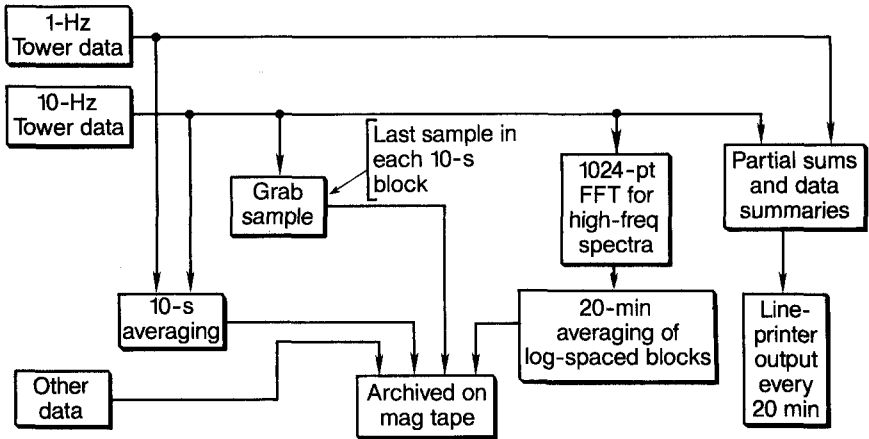 1-Hz
Tower data
10-Hz
Tower data
Last sample in
each 10-s
block
Grab
sample
1024-pt
FFT for
high-freq
spectra
Partial sums
and data
summaries
10-s
averaging
20-min
averaging of
log-spaced blocks
Line-
printer
output
every
20 min
Other
data
Archived on
mag tape